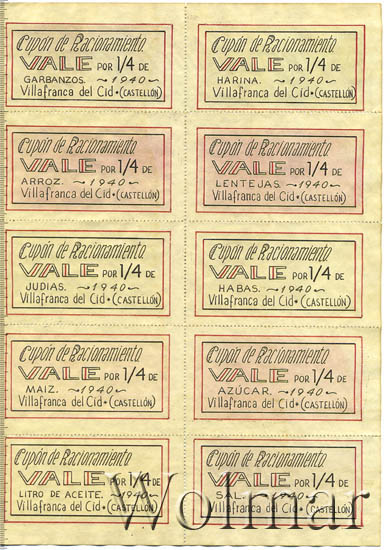 Cupón de Racionamiento
VALE POR 1/4 DE
GARBANZOS. ~1940~
Villafranca del Cid•(CASTELLÓN)
Cupón de Racionamiento
VALE POR 1/4 DE
HARINA. ~1940~
Villafranca del Cid•(CASTELLÓN)
Cupón de Racionamiento
VALE POR 1/4 DE
ARROZ. ~1940~
Villafranca del Cid•(CASTELLÓN)
Cupón de Racionamiento
VALE POR 1/4 DE
LENTEJAS. ~1940~
Villafranca del Cid•(CASTELLÓN)
Cupón de Racionamiento
VALE POR 1/4 DE
JUDIAS. ~1940~
Villafranca del Cid•(CASTELLÓN)
Cupón de Racionamiento
VALE POR 1/4 DE
HABAS. ~1940~
Villafranca del Cid•(CASTELLÓN)
Cupón de Racionamiento
VALE POR 1/4 DE
MAIZ. ~1940~
Villafranca del Cid•(CASTELLÓN)
Cupón de Racionamiento
VALE POR 1/4 DE
AZÚCAR. ~1940~
Villafranca del Cid•(CASTELLÓN)
Cupón de Racionamiento
VALE POR 1/4 DE
LITRO DE ACEITE. ~1940~
Villafranca del Cid•(CASTELLÓN)
Cupón de Racionamiento
VALE POR 1/4 DE
SAL. ~1940~
Villafranca del Cid•(CASTELLÓN)
Wolmar